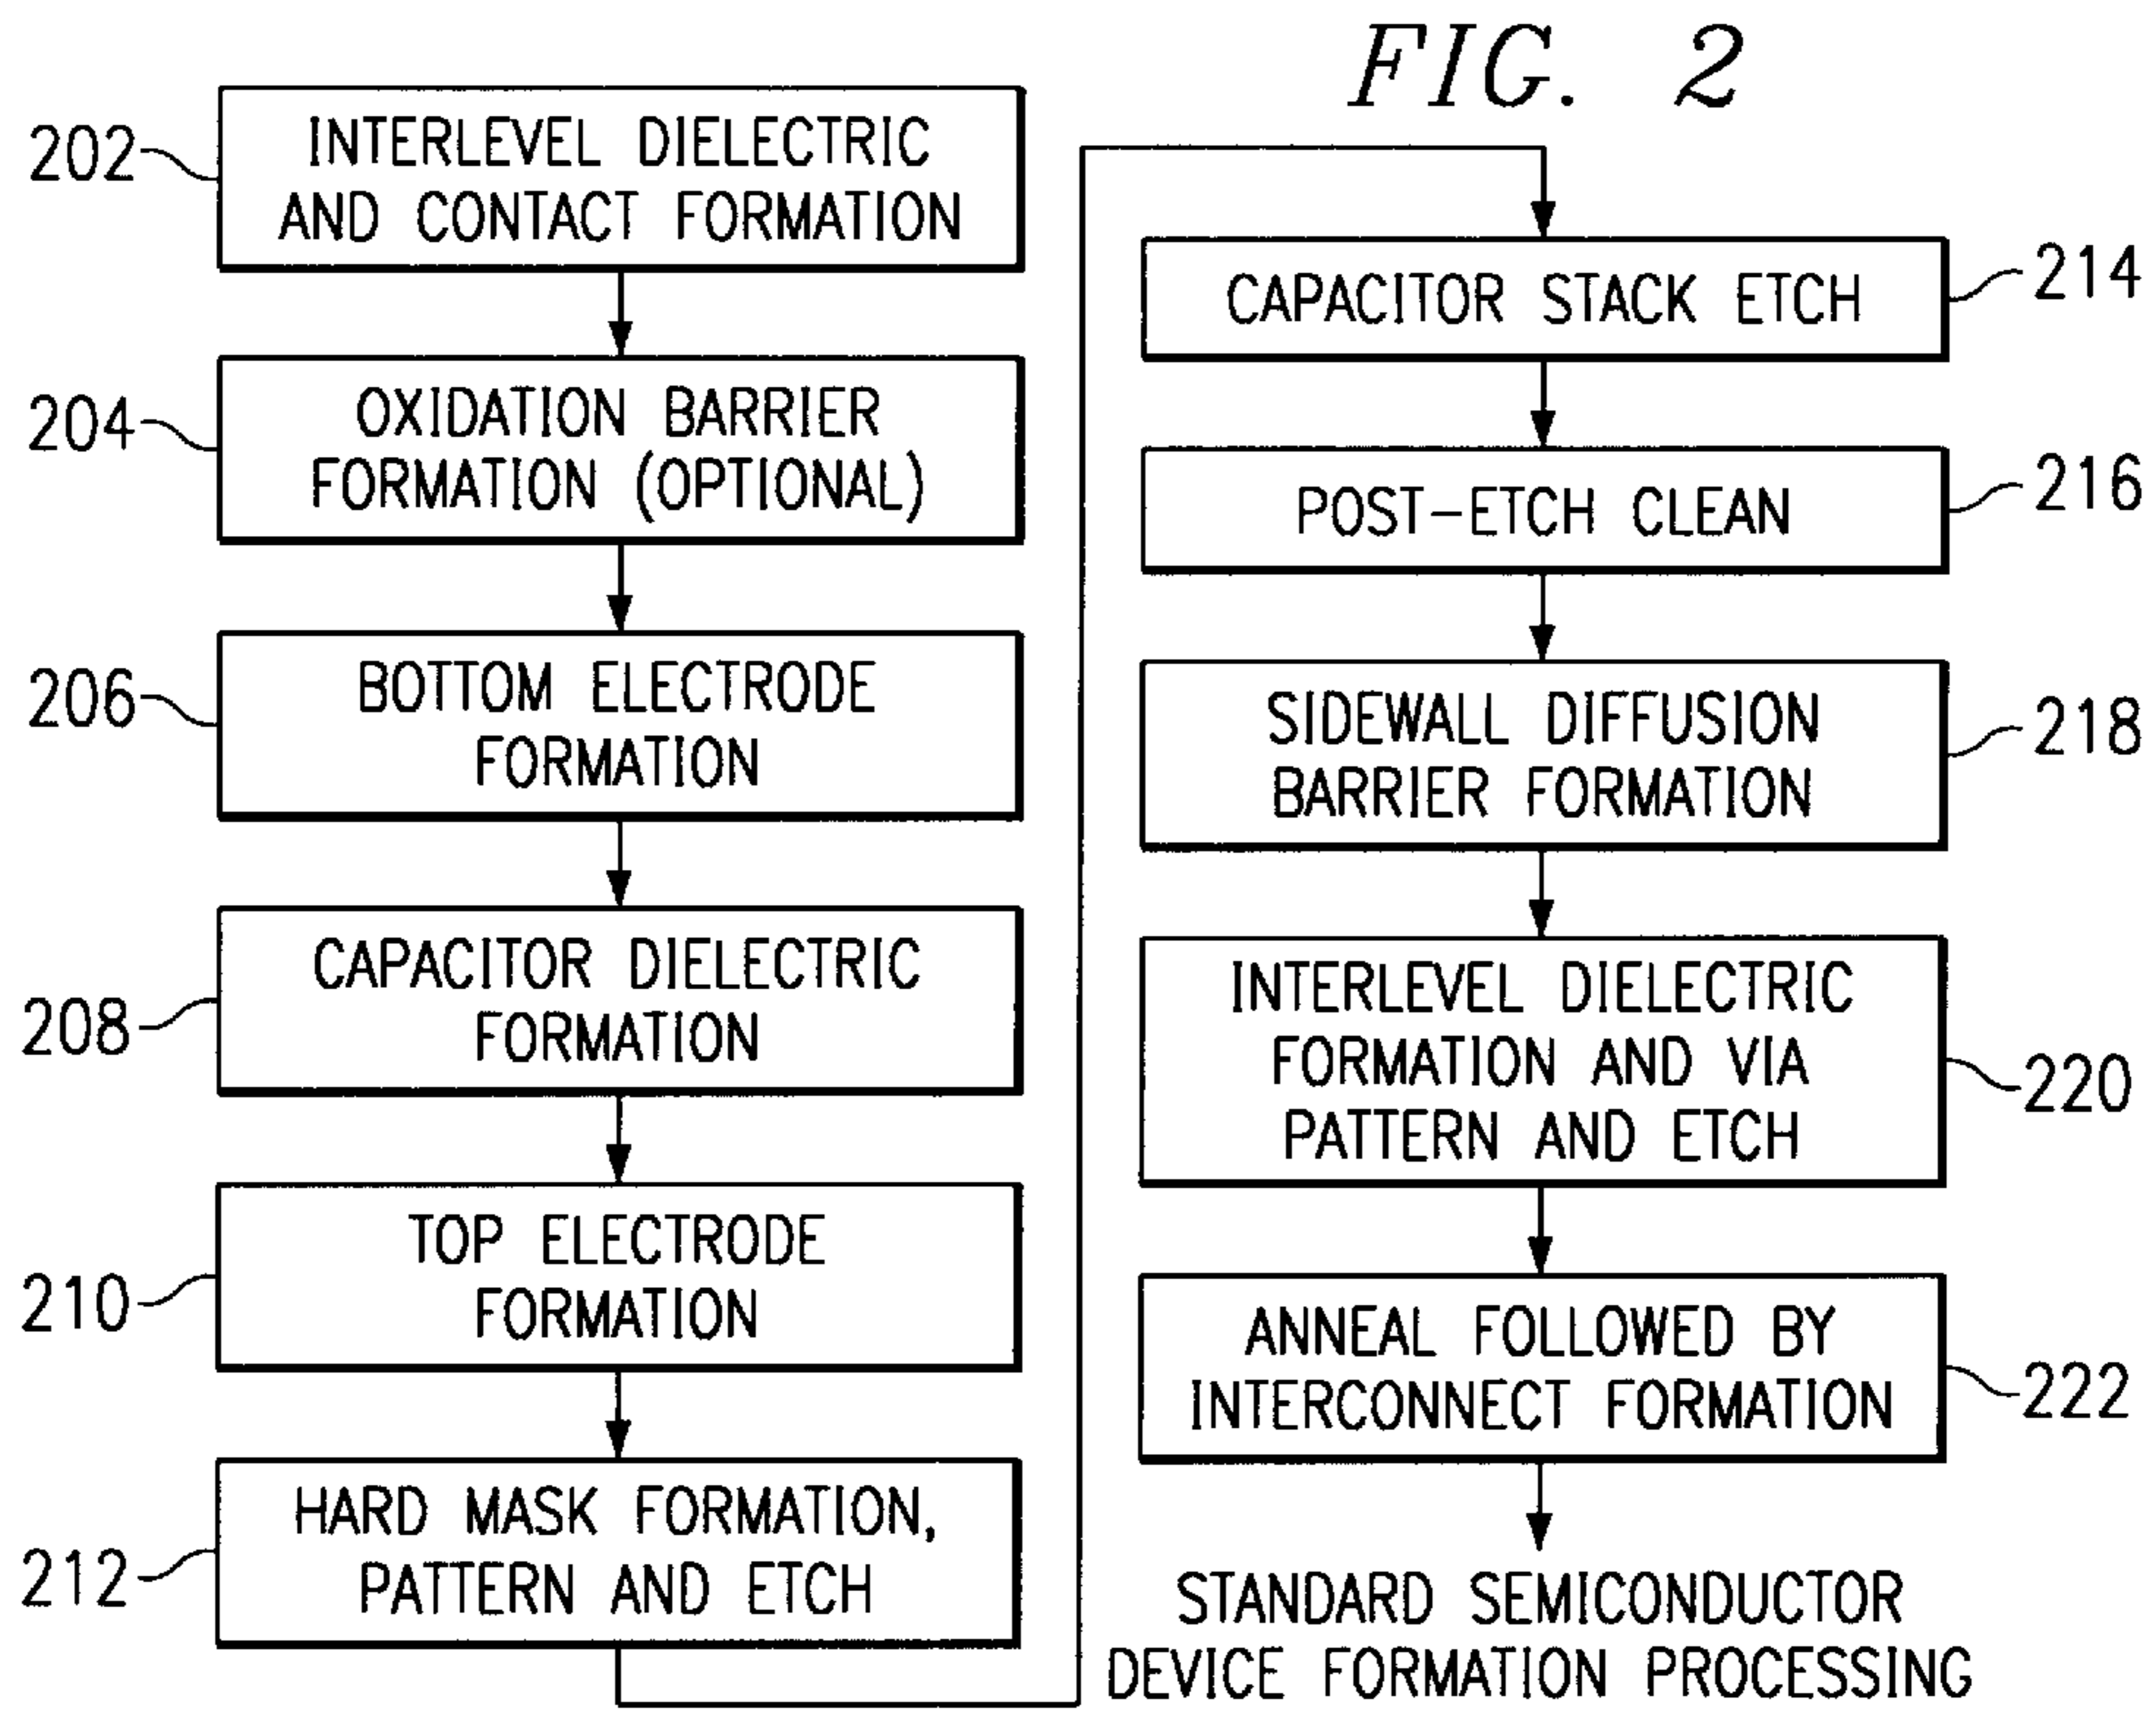 FIG. 2
202
INTERLEVEL DIELECTRIC
AND CONTACT FORMATION
204
OXIDATION BARRIER
FORMATION (OPTIONAL)
206
BOTTOM ELECTRODE
FORMATION
208
CAPACITOR DIELECTRIC
FORMATION
210
TOP ELECTRODE
FORMATION
212
HARD MASK FORMATION,
PATTERN AND ETCH
CAPACITOR STACK ETCH
214
POST-ETCH CLEAN
216
SIDEWALL DIFFUSION
BARRIER FORMATION
218
INTERLEVEL DIELECTRIC
FORMATION AND VIA
PATTERN AND ETCH
220
ANNEAL FOLLOWED BY
INTERCONNECT FORMATION
222
STANDARD SEMICONDUCTOR
DEVICE FORMATION PROCESSING